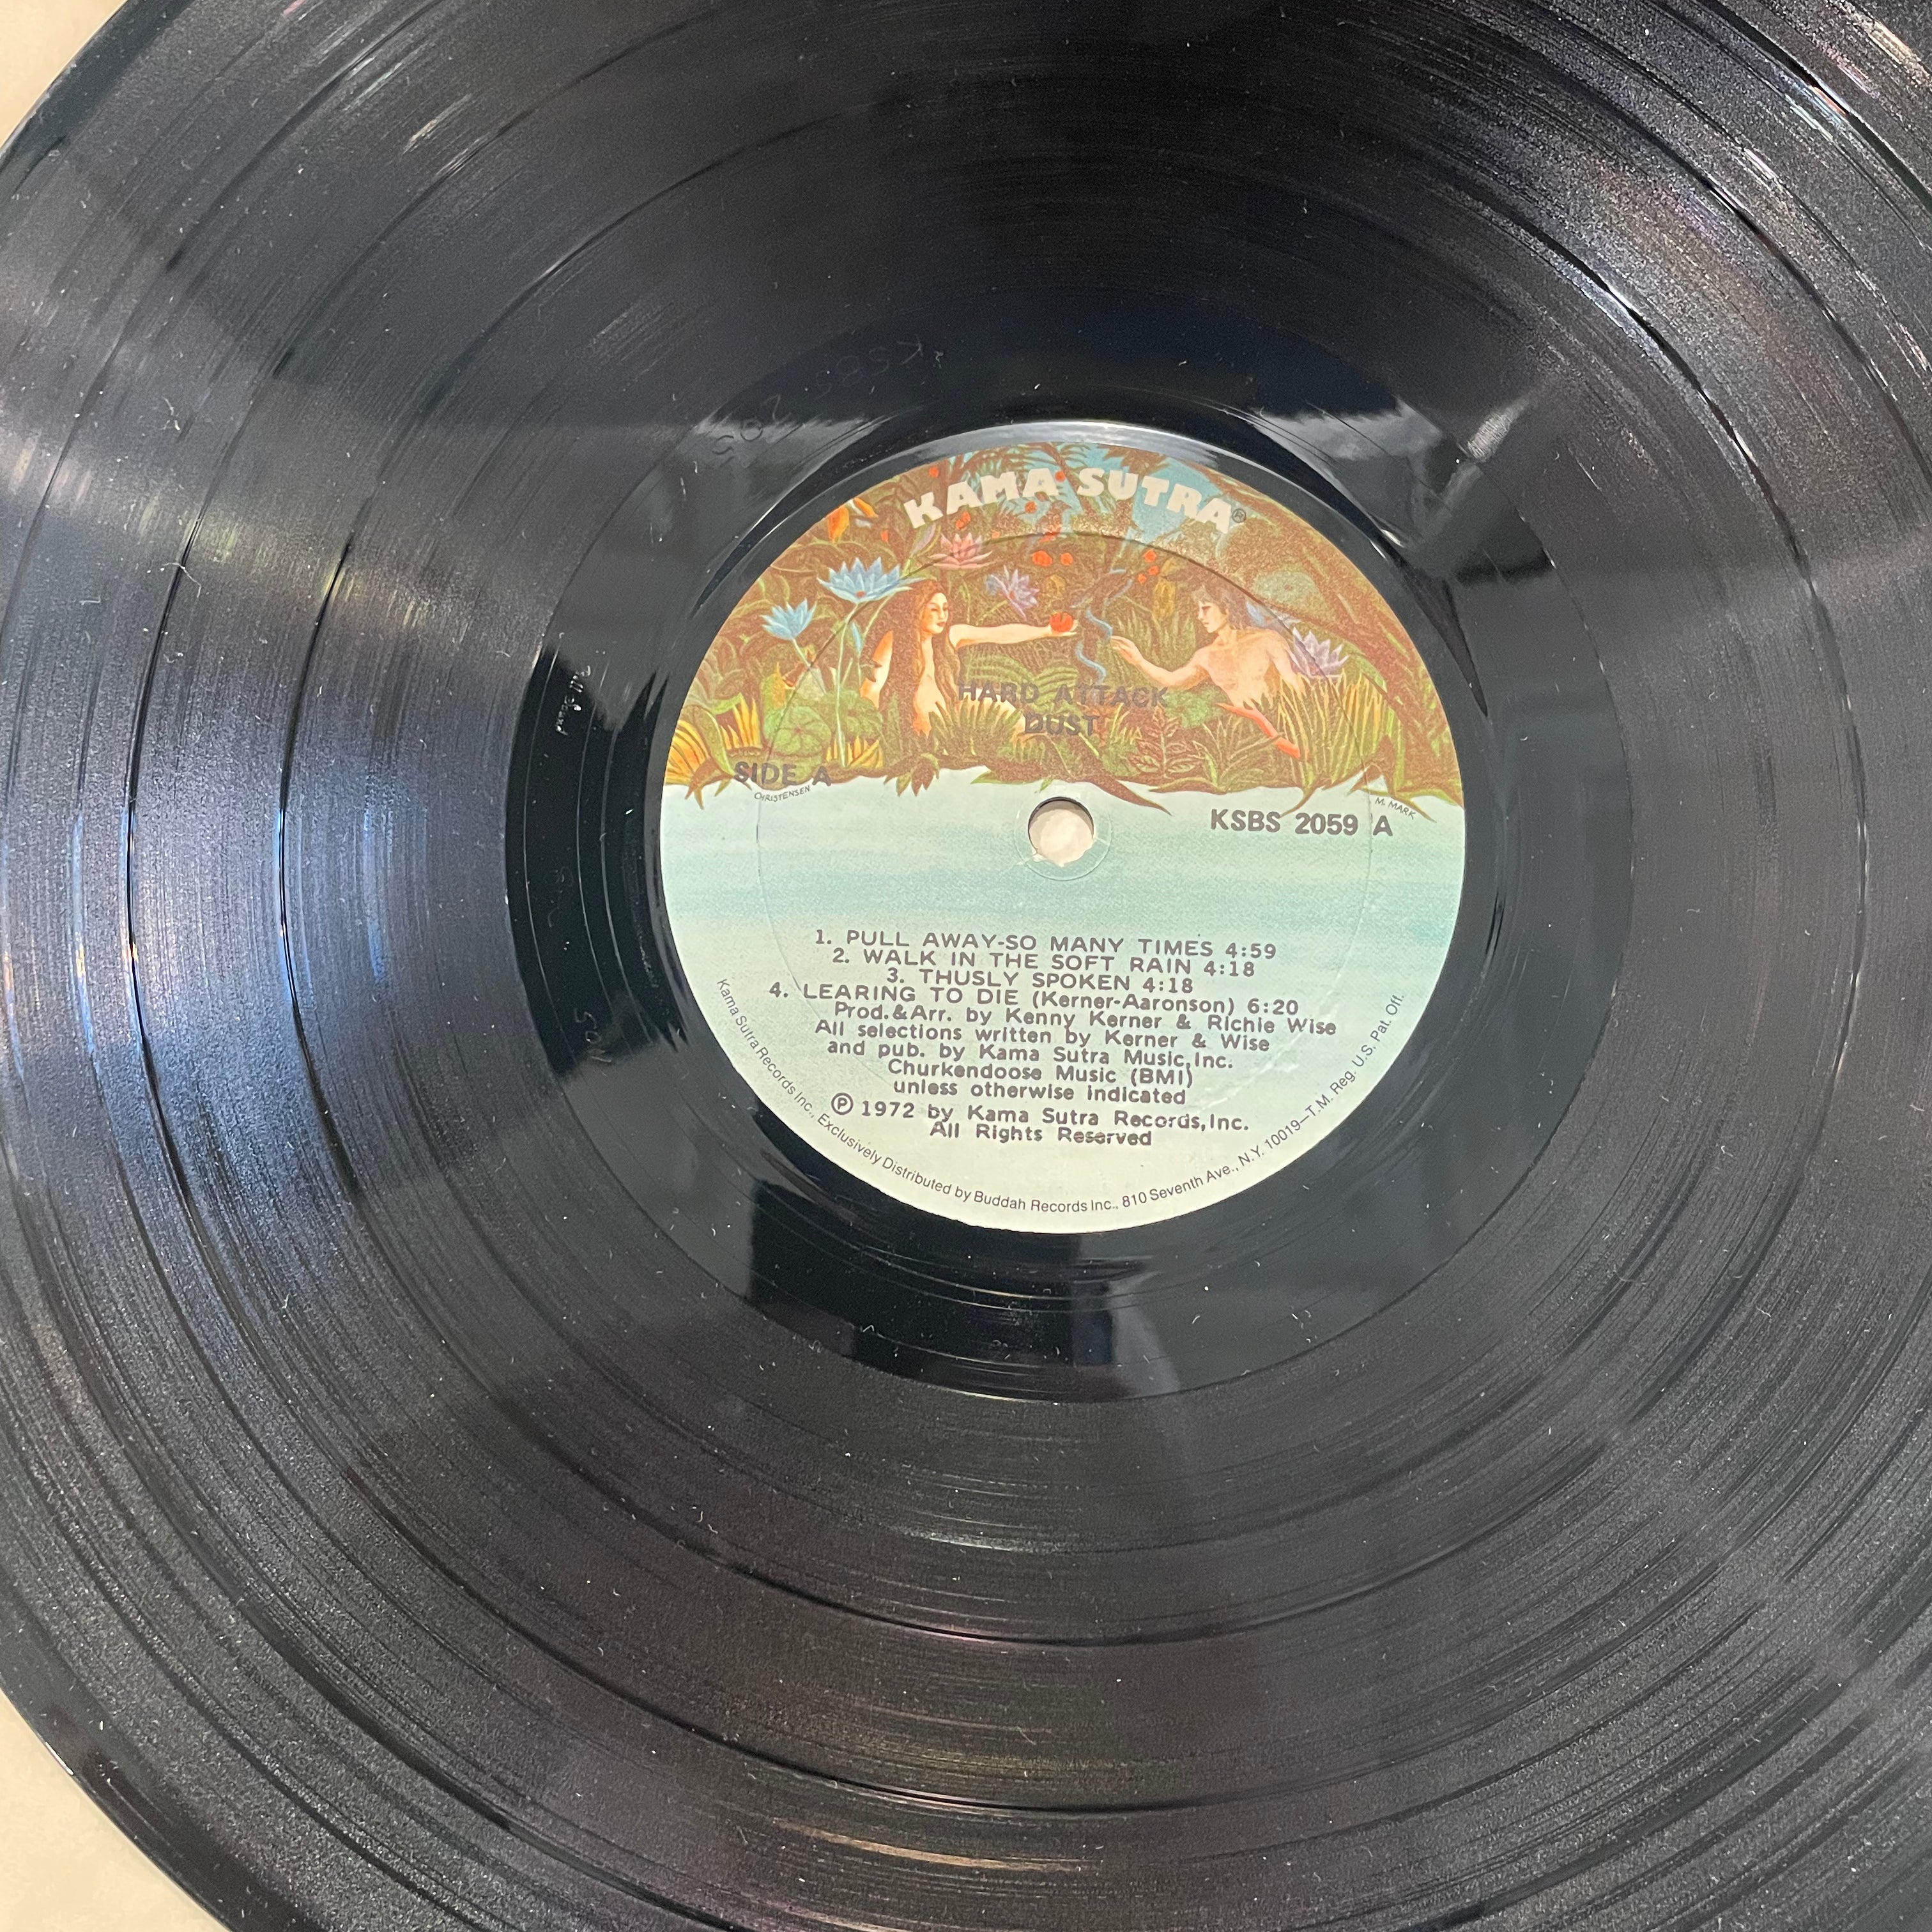 KAMA SUTRA®
HARD ATTACK
DUST
SIDE A
CHRISTENSEN
M. MARK
KSBS 2059 A
1. PULL AWAY-SO MANY TIMES 4:59
2. WALK IN THE SOFT RAIN 4:18
3. THUSLY SPOKEN 4:18
4. LEARING TO DIE (Kerner-Aaronson) 6:20
Prod.&Arr. by Kenny Kerner & Richie Wise
All selections written by Kerner & Wise
and pub. by Kama Sutra Music,Inc.
Churkendoose Music (BMI)
unless otherwise indicated
℗ 1972 by Kama Sutra Records,Inc.
All Rights Reserved
Kama Sutra Records Inc., Exclusively Distributed by Buddah Records Inc., 810 Seventh Ave., N.Y. 10019—T.M. Reg. U.S. Pat. Off.
KSBS